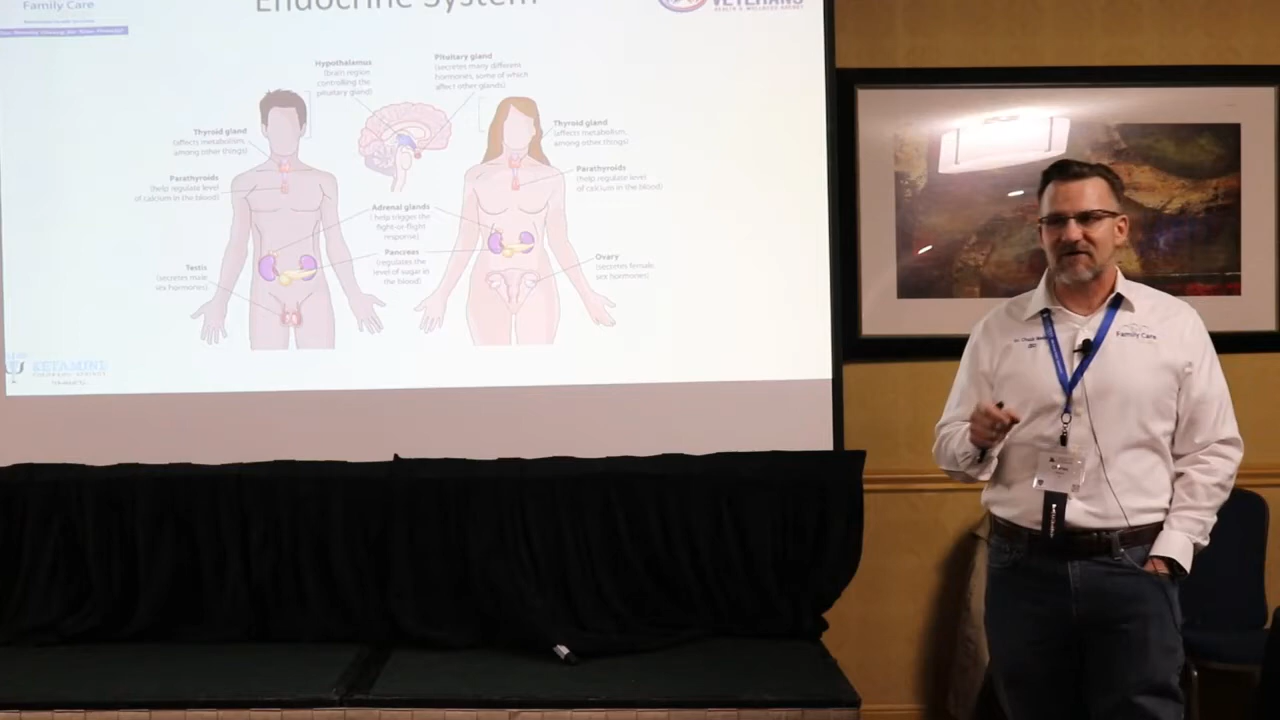 Family Care
Endocrine System
VETERANS
HEALTH & WELLNESS AGENCY
Hypothalamus
(brain region
controlling the
pituitary gland)
Pituitary gland
(secretes many different
hormones, some of which
affect other glands)
Thyroid gland
(affects metabolism,
among other things)
Thyroid gland
(affects metabolism,
among other things)
Parathyroids
(help regulate level
of calcium in the blood)
Parathyroids
(help regulate level
of calcium in the blood)
Adrenal glands
(help trigger the
fight-or-flight
response)
Pancreas
(regulates the
level of sugar in
the blood)
Testis
(secretes male
sex hormones)
Ovary
(secretes female
sex hormones)
KETAMINE
Family Care